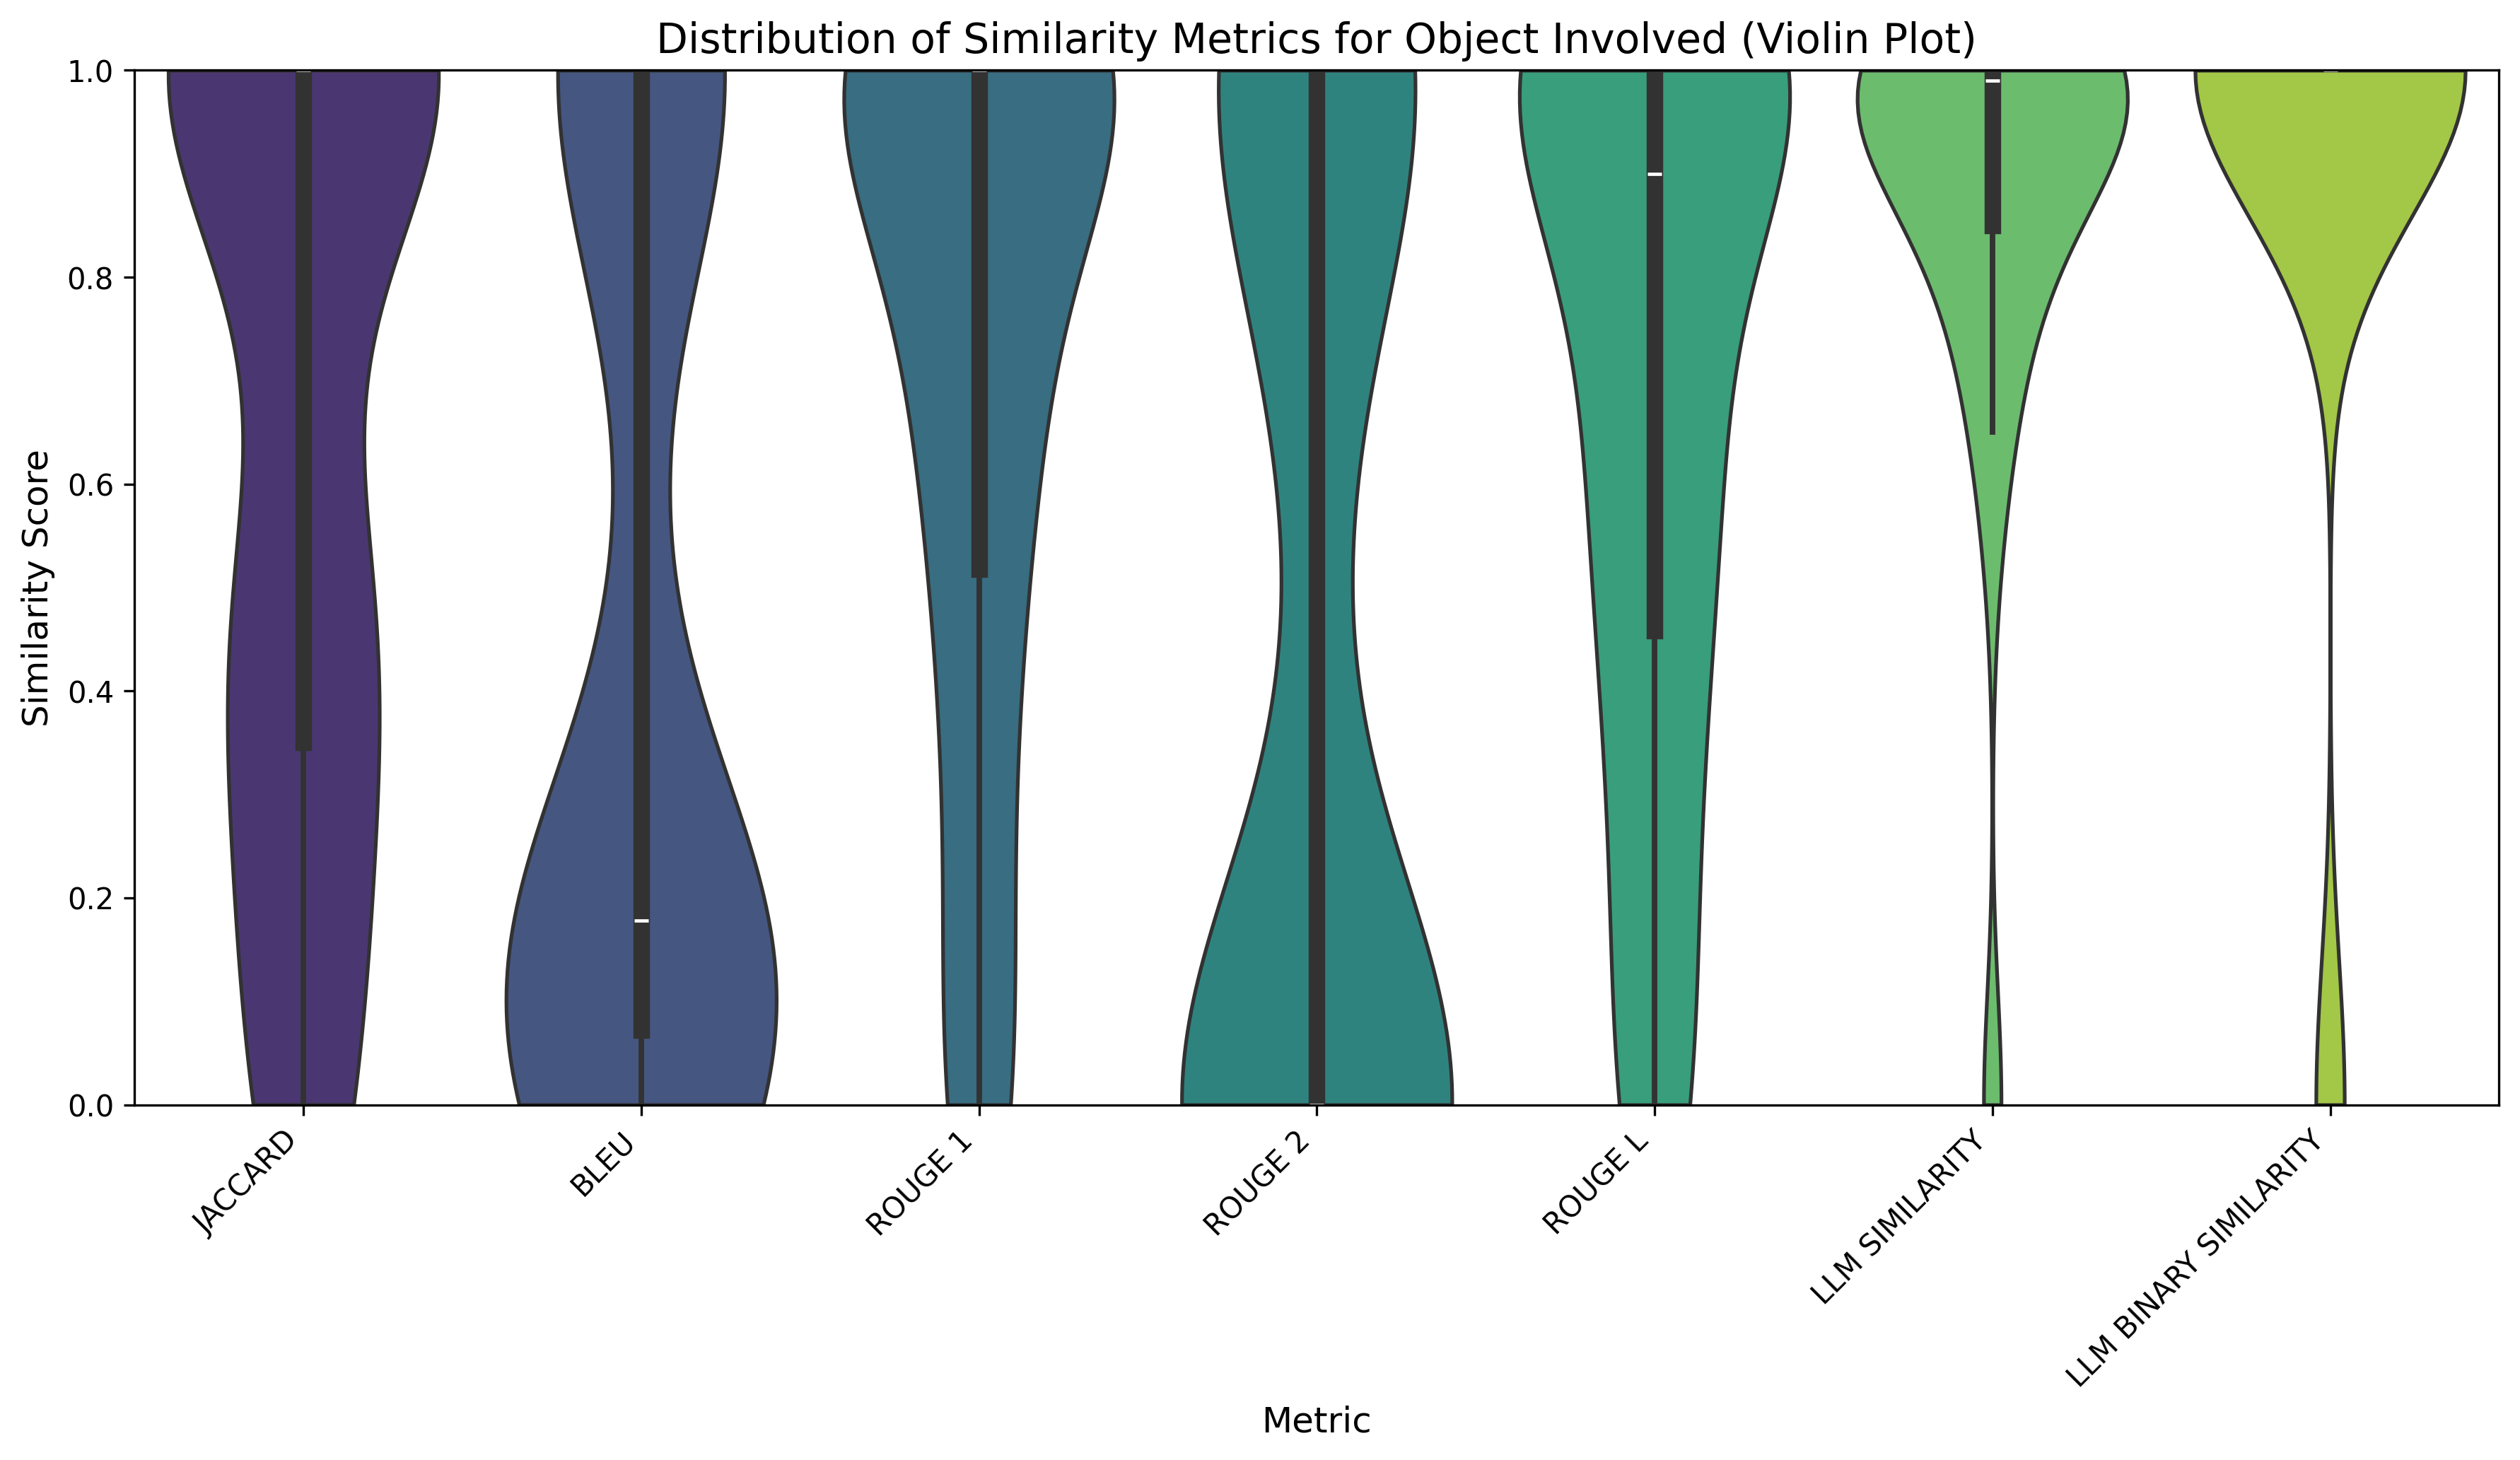 Distribution of Similarity Metrics for Object Involved (Violin Plot)
1.0
0.8
0.6
0.4
0.2
0.0
Similarity Score
JACCARD
BLEU
ROUGE 1
ROUGE 2
ROUGE L
LLM SIMILARITY
LLM BINARY SIMILARITY
Metric